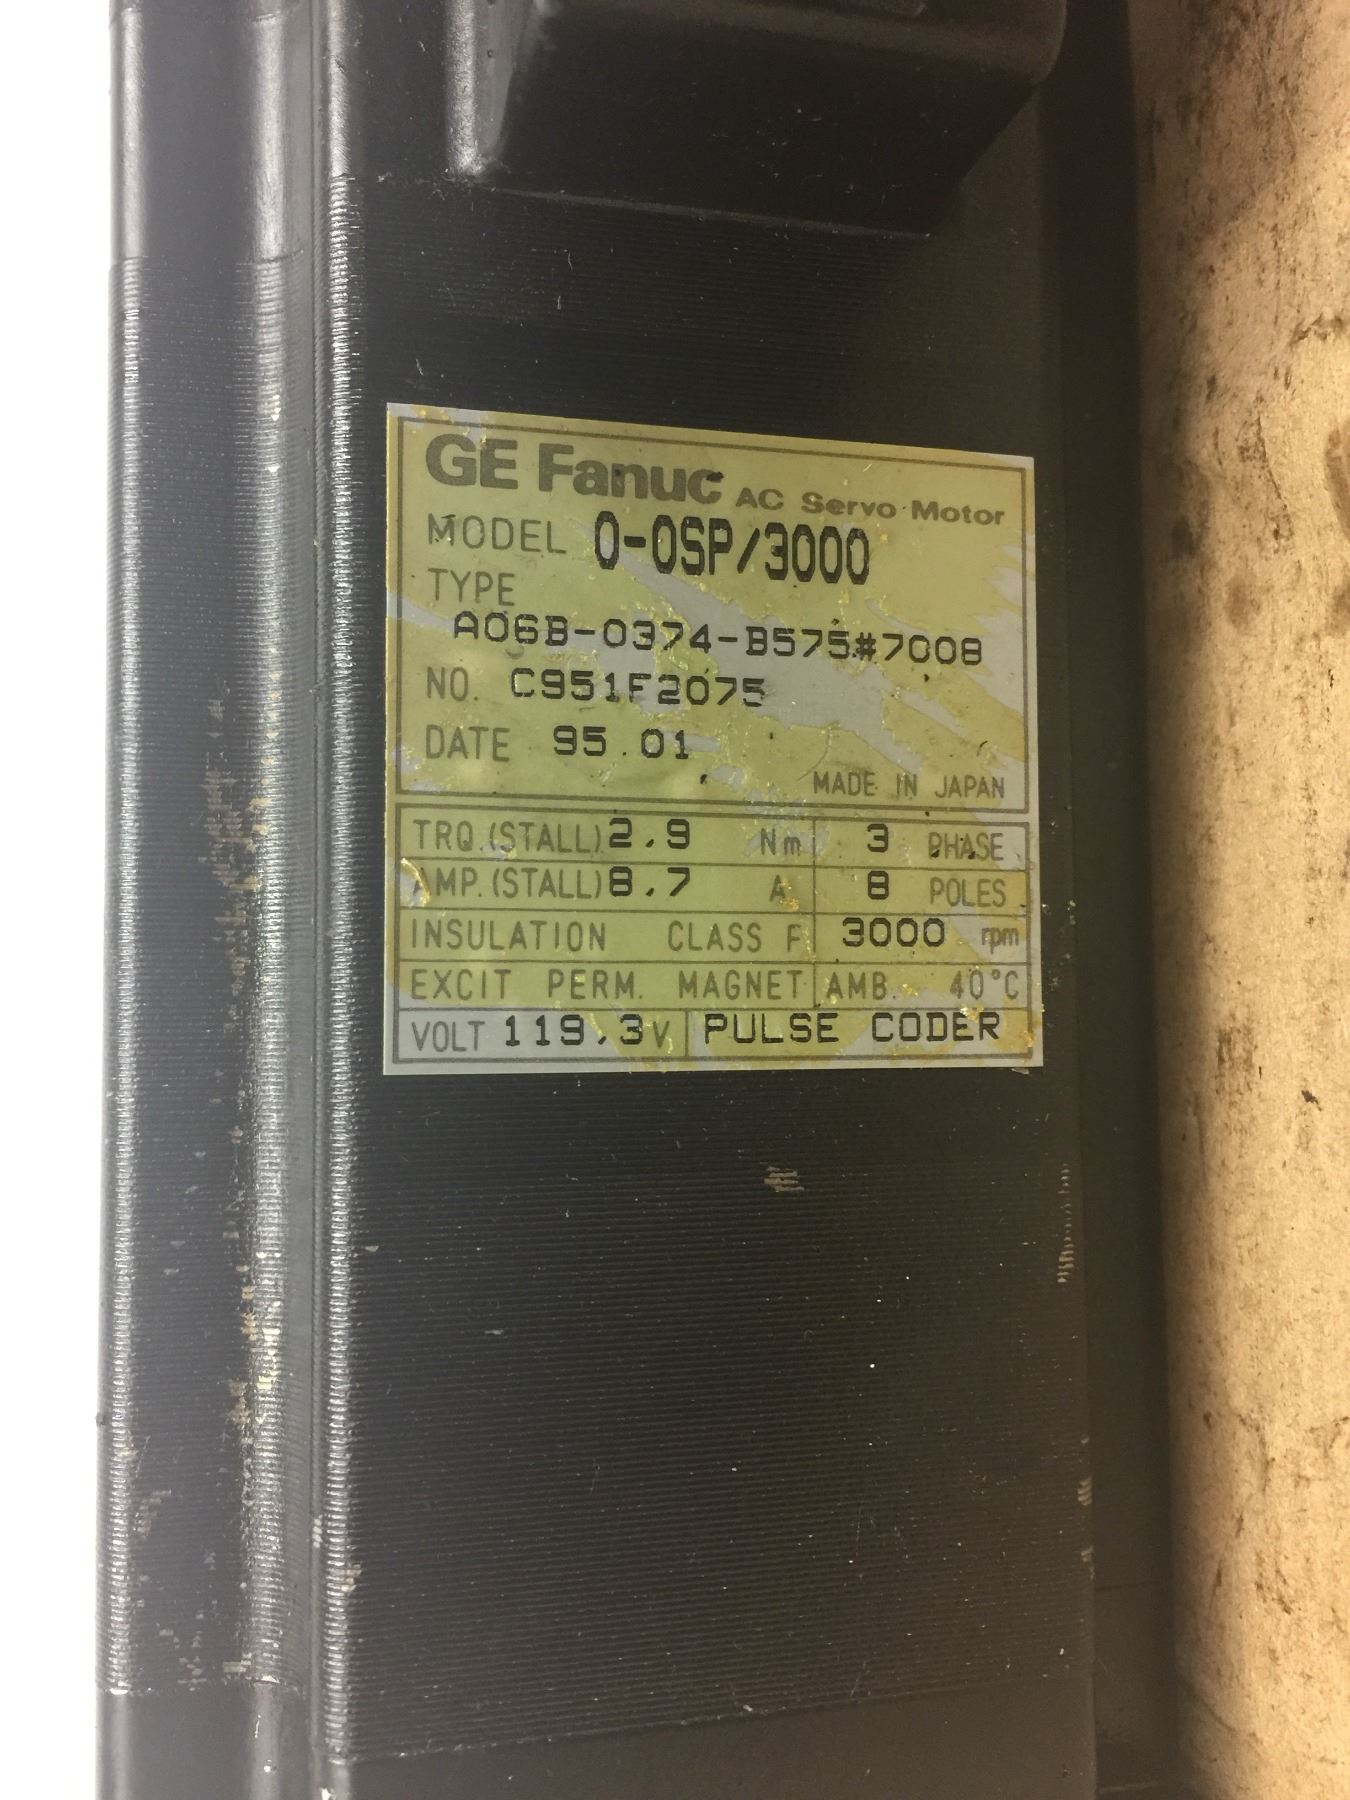 GE Fanuc AC Servo Motor
MODEL 0-0SP/3000
TYPE
A06B-0374-B575#7008
NO. C951F2075
DATE 95.01
MADE IN JAPAN
TRQ.(STALL) 2.9 Nm 3 PHASE
AMP.(STALL) 8.7 A 8 POLES
INSULATION CLASS F 3000 rpm
EXCIT PERM. MAGNET AMB. 40°C
VOLT 119.3 V PULSE CODER